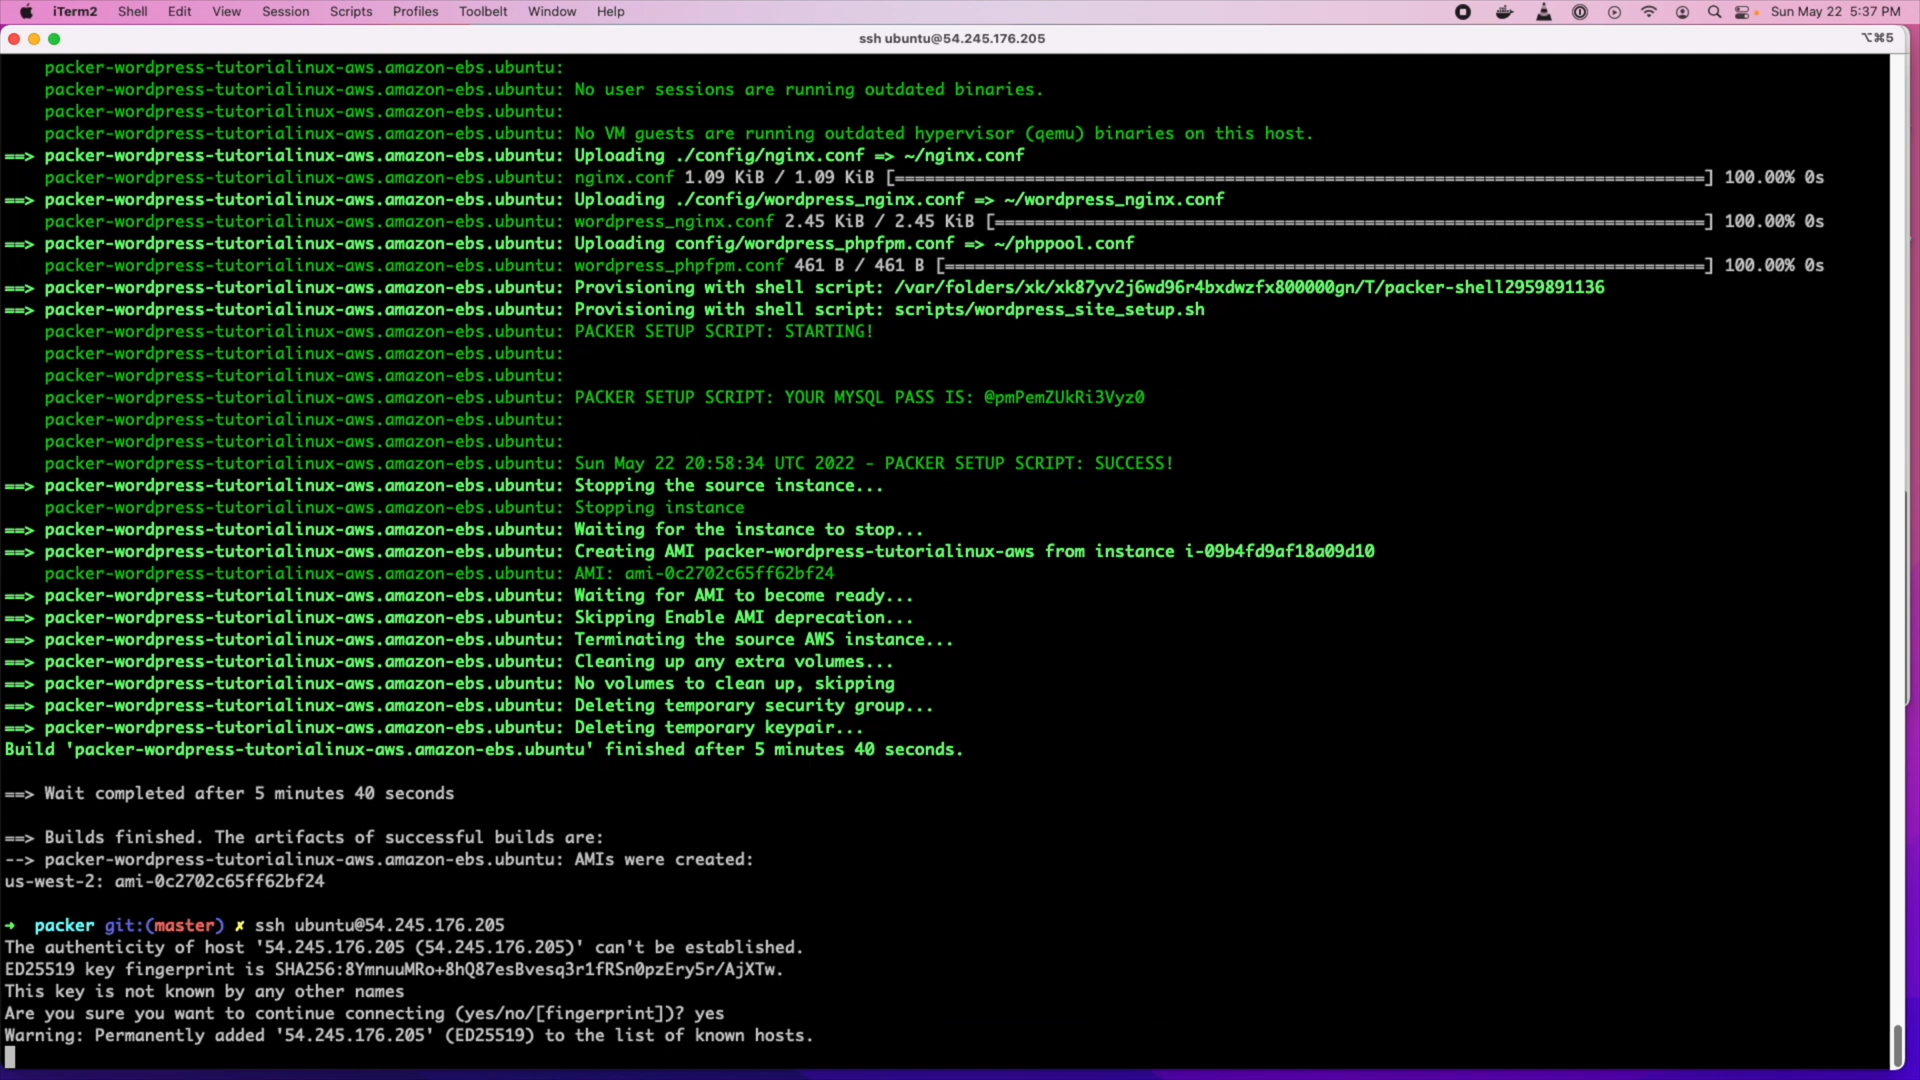 iTerm2 Shell Edit View Session Scripts Profiles Toolbelt Window Help Sun May 22 5:37 PM
ssh ubuntu@54.245.176.205 ⌥⌘5
packer-wordpress-tutorialinux-aws.amazon-ebs.ubuntu:
packer-wordpress-tutorialinux-aws.amazon-ebs.ubuntu: No user sessions are running outdated binaries.
packer-wordpress-tutorialinux-aws.amazon-ebs.ubuntu:
packer-wordpress-tutorialinux-aws.amazon-ebs.ubuntu: No VM guests are running outdated hypervisor (qemu) binaries on this host.
==> packer-wordpress-tutorialinux-aws.amazon-ebs.ubuntu: Uploading ./config/nginx.conf => ~/nginx.conf
packer-wordpress-tutorialinux-aws.amazon-ebs.ubuntu: nginx.conf 1.09 KiB / 1.09 KiB [=================================================================================] 100.00% 0s
==> packer-wordpress-tutorialinux-aws.amazon-ebs.ubuntu: Uploading ./config/wordpress_nginx.conf => ~/wordpress_nginx.conf
packer-wordpress-tutorialinux-aws.amazon-ebs.ubuntu: wordpress_nginx.conf 2.45 KiB / 2.45 KiB [=======================================================================] 100.00% 0s
==> packer-wordpress-tutorialinux-aws.amazon-ebs.ubuntu: Uploading config/wordpress_phpfpm.conf => ~/phppool.conf
packer-wordpress-tutorialinux-aws.amazon-ebs.ubuntu: wordpress_phpfpm.conf 461 B / 461 B [============================================================================] 100.00% 0s
==> packer-wordpress-tutorialinux-aws.amazon-ebs.ubuntu: Provisioning with shell script: /var/folders/xk/xk87yv2j6wd96r4bxdwzfx800000gn/T/packer-shell2959891136
==> packer-wordpress-tutorialinux-aws.amazon-ebs.ubuntu: Provisioning with shell script: scripts/wordpress_site_setup.sh
packer-wordpress-tutorialinux-aws.amazon-ebs.ubuntu: PACKER SETUP SCRIPT: STARTING!
packer-wordpress-tutorialinux-aws.amazon-ebs.ubuntu:
packer-wordpress-tutorialinux-aws.amazon-ebs.ubuntu:
packer-wordpress-tutorialinux-aws.amazon-ebs.ubuntu: PACKER SETUP SCRIPT: YOUR MYSQL PASS IS: @pmPemZUkRi3Vyz0
packer-wordpress-tutorialinux-aws.amazon-ebs.ubuntu:
packer-wordpress-tutorialinux-aws.amazon-ebs.ubuntu:
packer-wordpress-tutorialinux-aws.amazon-ebs.ubuntu: Sun May 22 20:58:34 UTC 2022 - PACKER SETUP SCRIPT: SUCCESS!
==> packer-wordpress-tutorialinux-aws.amazon-ebs.ubuntu: Stopping the source instance...
packer-wordpress-tutorialinux-aws.amazon-ebs.ubuntu: Stopping instance
==> packer-wordpress-tutorialinux-aws.amazon-ebs.ubuntu: Waiting for the instance to stop...
==> packer-wordpress-tutorialinux-aws.amazon-ebs.ubuntu: Creating AMI packer-wordpress-tutorialinux-aws from instance i-09b4fd9af18a09d10
packer-wordpress-tutorialinux-aws.amazon-ebs.ubuntu: AMI: ami-0c2702c65ff62bf24
==> packer-wordpress-tutorialinux-aws.amazon-ebs.ubuntu: Waiting for AMI to become ready...
==> packer-wordpress-tutorialinux-aws.amazon-ebs.ubuntu: Skipping Enable AMI deprecation...
==> packer-wordpress-tutorialinux-aws.amazon-ebs.ubuntu: Terminating the source AWS instance...
==> packer-wordpress-tutorialinux-aws.amazon-ebs.ubuntu: Cleaning up any extra volumes...
==> packer-wordpress-tutorialinux-aws.amazon-ebs.ubuntu: No volumes to clean up, skipping
==> packer-wordpress-tutorialinux-aws.amazon-ebs.ubuntu: Deleting temporary security group...
==> packer-wordpress-tutorialinux-aws.amazon-ebs.ubuntu: Deleting temporary keypair...
Build 'packer-wordpress-tutorialinux-aws.amazon-ebs.ubuntu' finished after 5 minutes 40 seconds.
==> Wait completed after 5 minutes 40 seconds
==> Builds finished. The artifacts of successful builds are:
--> packer-wordpress-tutorialinux-aws.amazon-ebs.ubuntu: AMIs were created:
us-west-2: ami-0c2702c65ff62bf24
➜ packer git:(master) ✗ ssh ubuntu@54.245.176.205
The authenticity of host '54.245.176.205 (54.245.176.205)' can't be established.
ED25519 key fingerprint is SHA256:8YmnuuMRo+8hQ87esBvesq3r1fRSn0pzEry5r/AjXTw.
This key is not known by any other names
Are you sure you want to continue connecting (yes/no/[fingerprint])? yes
Warning: Permanently added '54.245.176.205' (ED25519) to the list of known hosts.